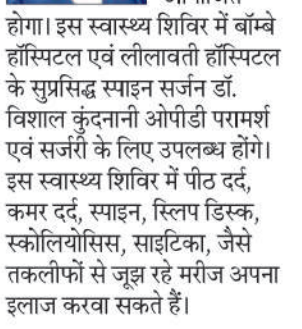 होगा। इस स्वास्थ्य शिविर में बॉम्बे
हॉस्पिटल एवं लीलावती हॉस्पिटल
के सुप्रसिद्ध स्पाइन सर्जन डॉ.
विशाल कुंदनानी ओपीडी परामर्श
एवं सर्जरी के लिए उपलब्ध होंगे।
इस स्वास्थ्य शिविर में पीठ दर्द,
कमर दर्द, स्पाइन, स्लिप डिस्क,
स्कोलियोसिस, साइटिका, जैसे
तकलीफों से जूझ रहे मरीज अपना
इलाज करवा सकते हैं।